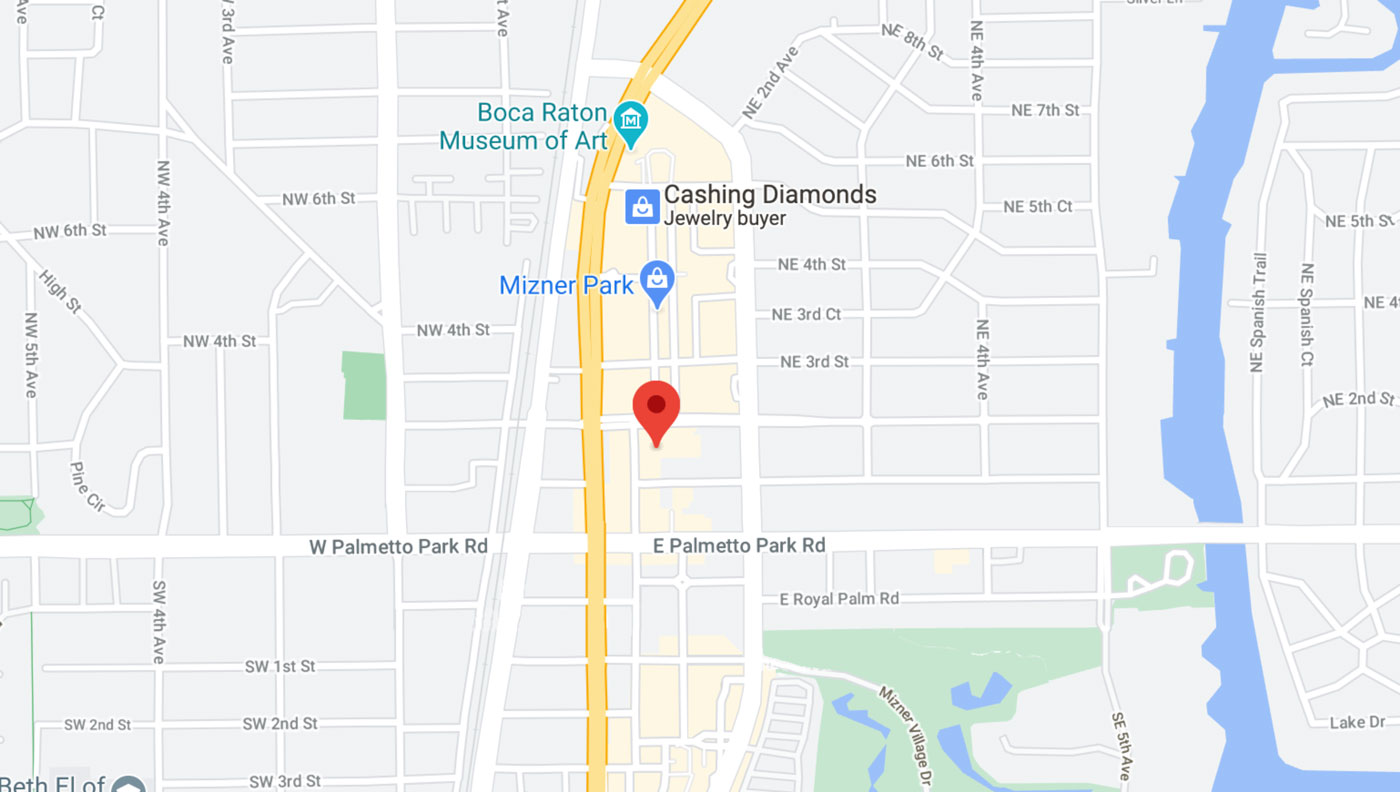 Ct
W 3rd Ave
t Ave
Ave
NE 8th St
NE 4th Ave
NE 2nd Ave
NE 7th St
Boca Raton
Museum of Art
NE 6th St
NW 4th Ave
NW 6th St
Cashing Diamonds
Jewelry buyer
NE 5th Ct
NE 5th St
NW 6th St
NE 4th St
High St
Mizner Park
NE Spanish Trail
NE Spanish Ct
NE 4t
NE 3rd Ct
NW 5th Ave
NW 4th St
NW 4th St
NE 4th Ave
NE 3rd St
NE 2nd St
Pine Cir
W Palmetto Park Rd
E Palmetto Park Rd
SW 4th Ave
E Royal Palm Rd
SW 1st St
Mizner Village Dr
SE 5th Ave
SW 2nd St
SW 2nd St
Lake Dr
SW 3rd St
Beth El of